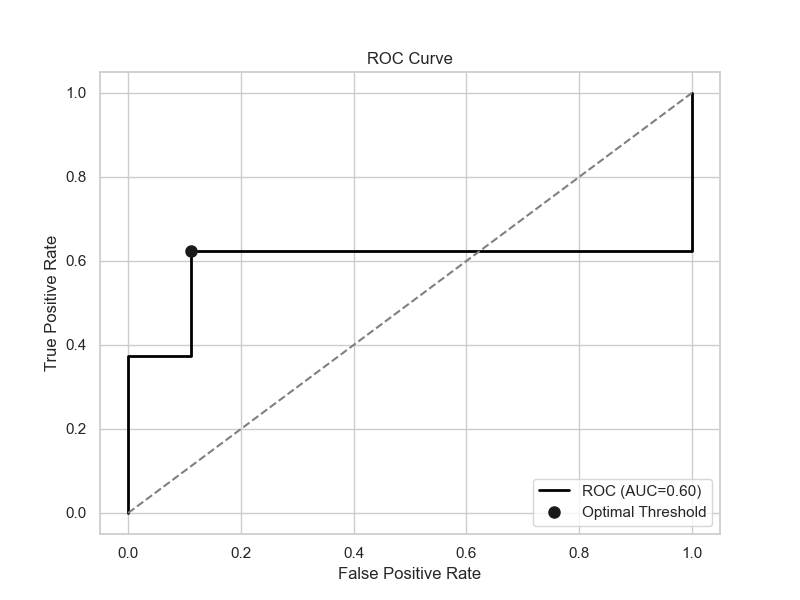 ROC Curve
1.0
0.8
0.6
0.4
0.2
0.0
True Positive Rate
0.0 0.2 0.4 0.6 0.8 1.0
False Positive Rate
ROC (AUC=0.60)
Optimal Threshold